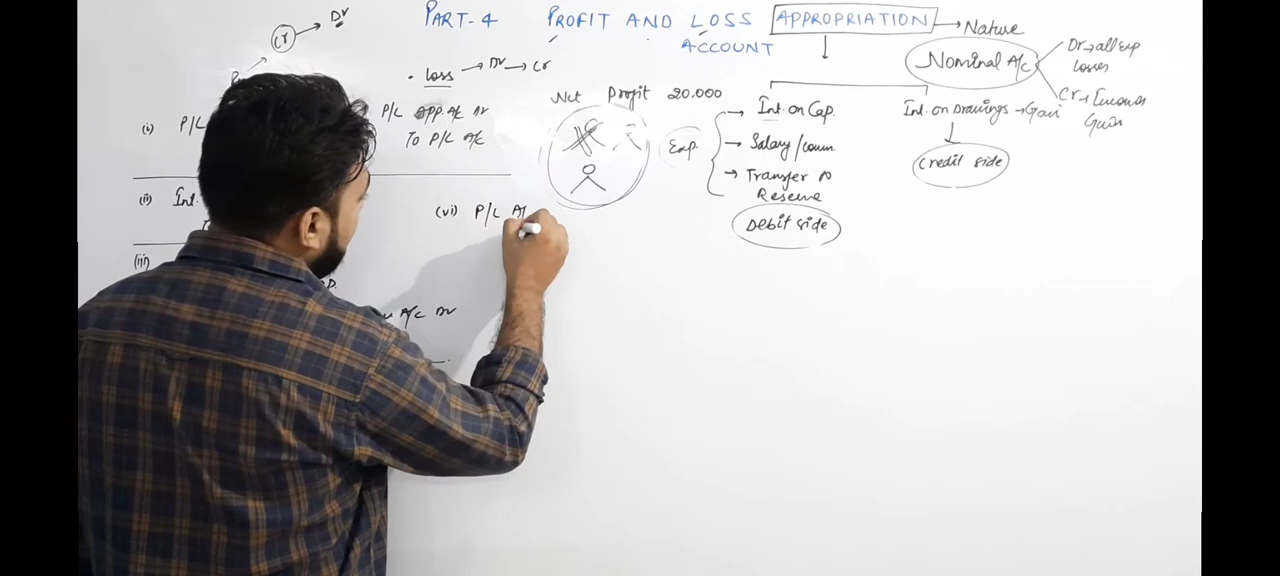 PART-4 PROFIT AND LOSS APPROPRIATION
ACCOUNT
→ Nature
Nominal A/c
Dr → all Exp
losses
Cr → Incomes
Gain
Cr → Dr
• Loss → Dr → Cr
(i) P/L
P/L App. A/c Dr
To P/L A/c
(ii) Int.
(iii)
A/c Dr
(vi) P/L A/
Net Profit 20.000
Exp.
→ Int. on Cap.
→ Salary/Comm.
→ Transfer to
Reserve
Debit side
Int. on Drawings → Gain
Credit side